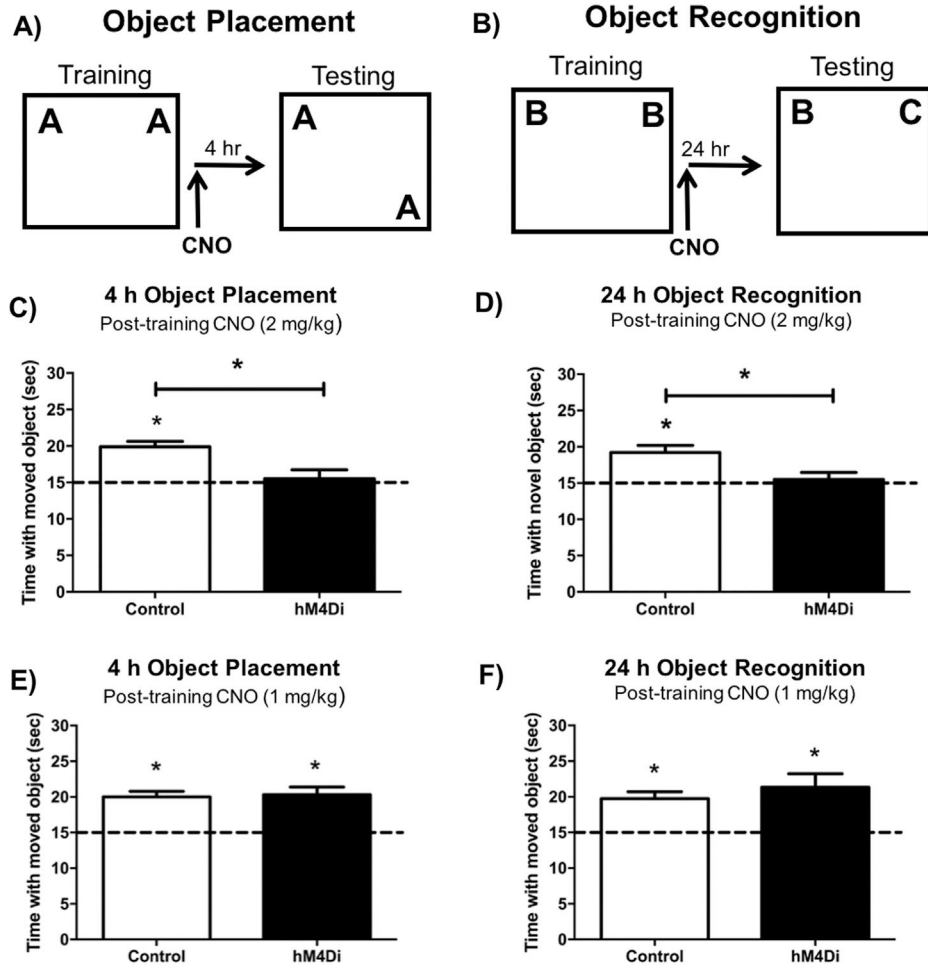 A) Object Placement
Training Testing
A A A
4 hr
A
CNO
B) Object Recognition
Training Testing
B B B C
24 hr
CNO
C) 4 h Object Placement
Post-training CNO (2 mg/kg)
Time with moved object (sec)
30
25
20
15
10
5
0
*
*
Control hM4Di
D) 24 h Object Recognition
Post-training CNO (2 mg/kg)
Time with novel object (sec)
30
25
20
15
10
5
0
*
*
Control hM4Di
E) 4 h Object Placement
Post-training CNO (1 mg/kg)
Time with moved object (sec)
30
25
20
15
10
5
0
* *
Control hM4Di
F) 24 h Object Recognition
Post-training CNO (1 mg/kg)
Time with moved object (sec)
30
25
20
15
10
5
0
* *
Control hM4Di